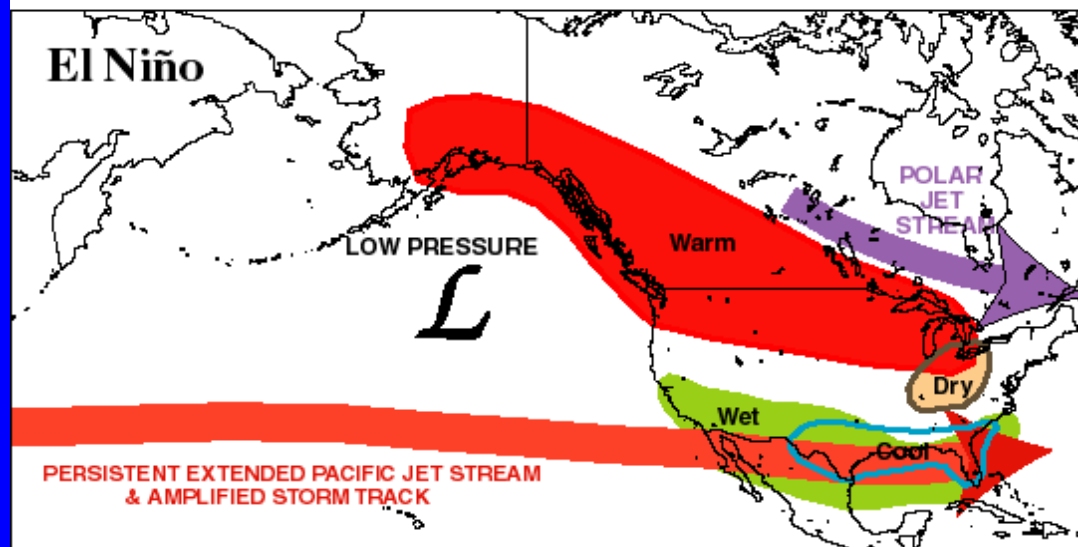 El Niño
POLAR
JET
STREAM
Warm
LOW PRESSURE
L
Dry
Wet
Cool
PERSISTENT EXTENDED PACIFIC JET STREAM
& AMPLIFIED STORM TRACK